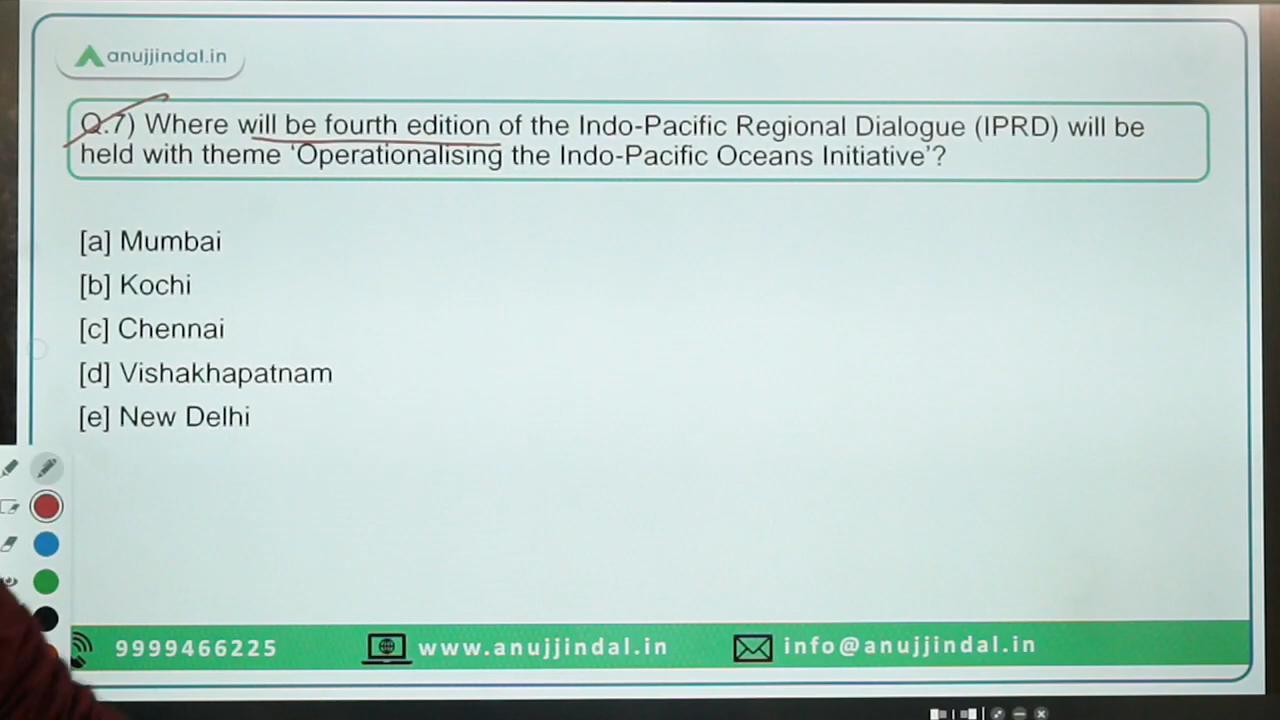 anujjindal.in
Q.7) Where will be fourth edition of the Indo-Pacific Regional Dialogue (IPRD) will be
held with theme ‘Operationalising the Indo-Pacific Oceans Initiative’?
[a] Mumbai
[b] Kochi
[c] Chennai
[d] Vishakhapatnam
[e] New Delhi
9999466225 www.anujjindal.in info@anujjindal.in